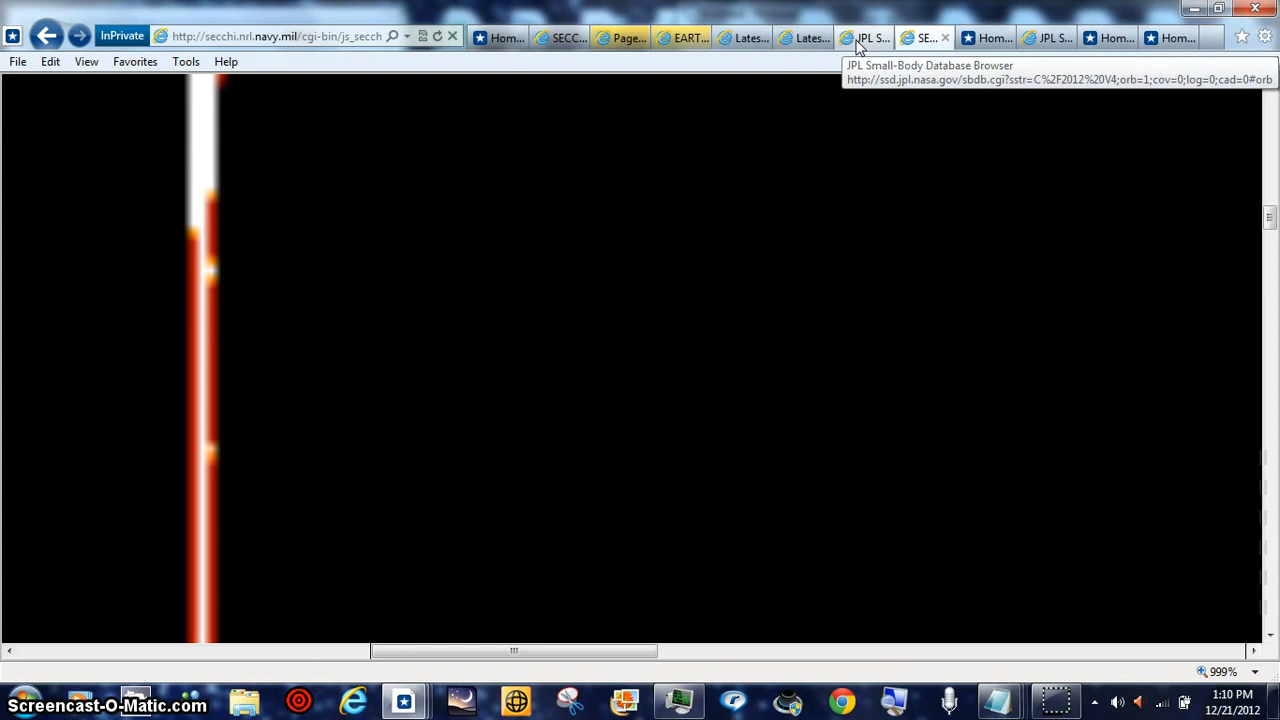 InPrivate http://secchi.nrl.navy.mil/cgi-bin/js_secch Hom... SECC... Page... EART... Lates... Lates... JPL S... SE... Hom... JPL S... Hom... Hom...
File Edit View Favorites Tools Help
JPL Small-Body Database Browser
http://ssd.jpl.nasa.gov/sbdb.cgi?sstr=C%2F2012%20V4;orb=1;cov=0;log=0;cad=0#orb
999%
1:10 PM
12/21/2012
Screencast-O-Matic.com